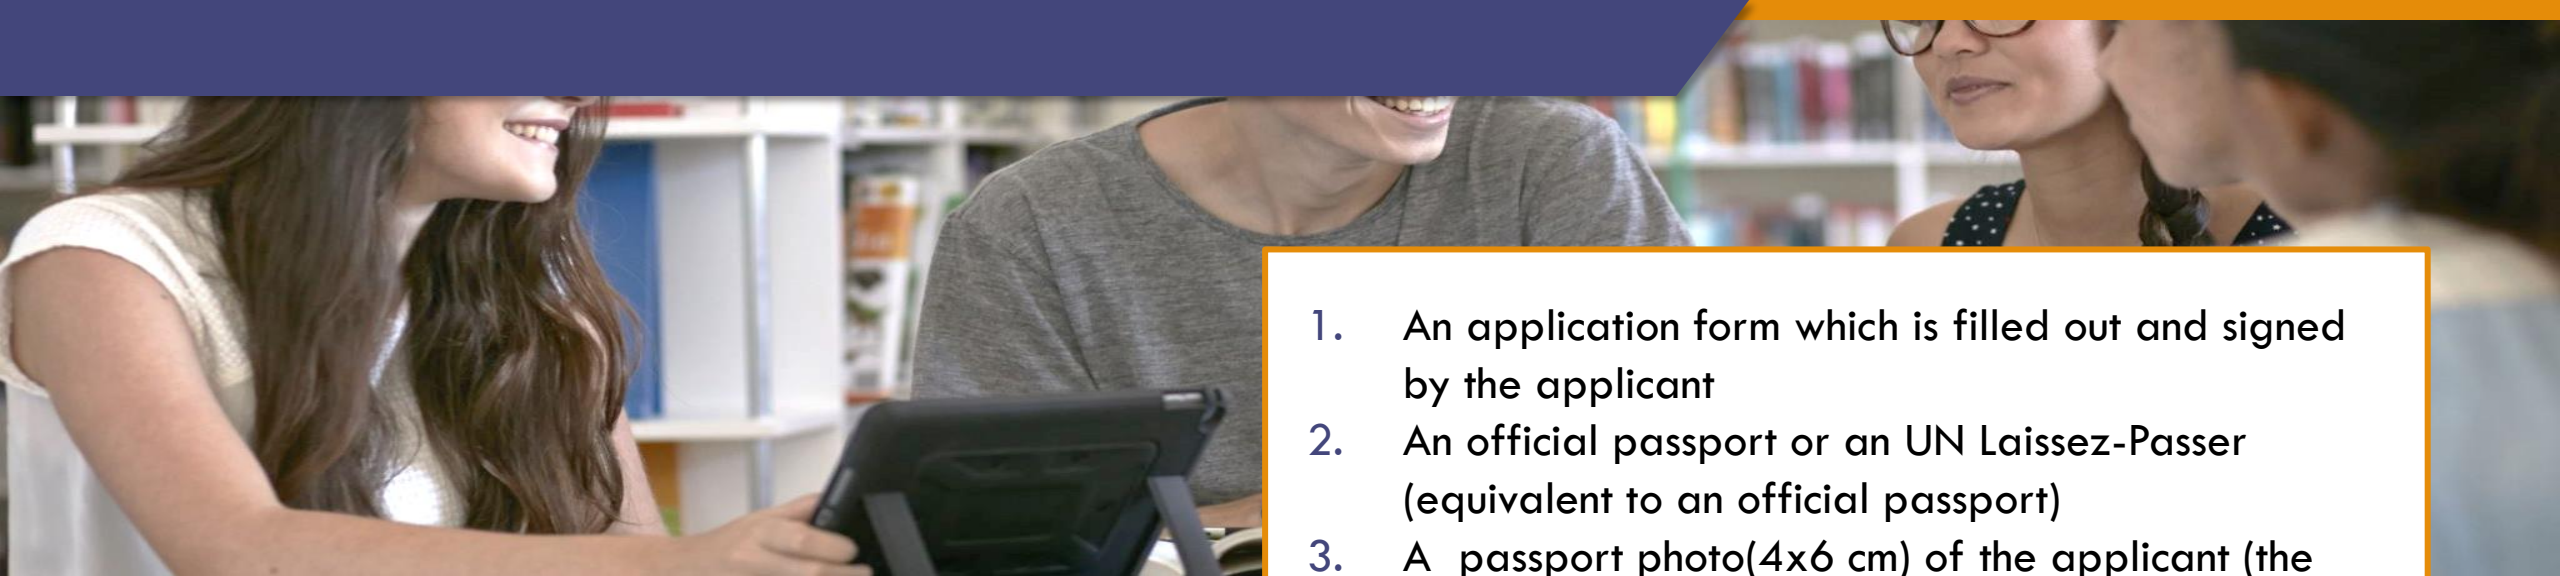 1. An application form which is filled out and signed
by the applicant
2. An official passport or an UN Laissez-Passer
(equivalent to an official passport)
3. A passport photo(4x6 cm) of the applicant (the